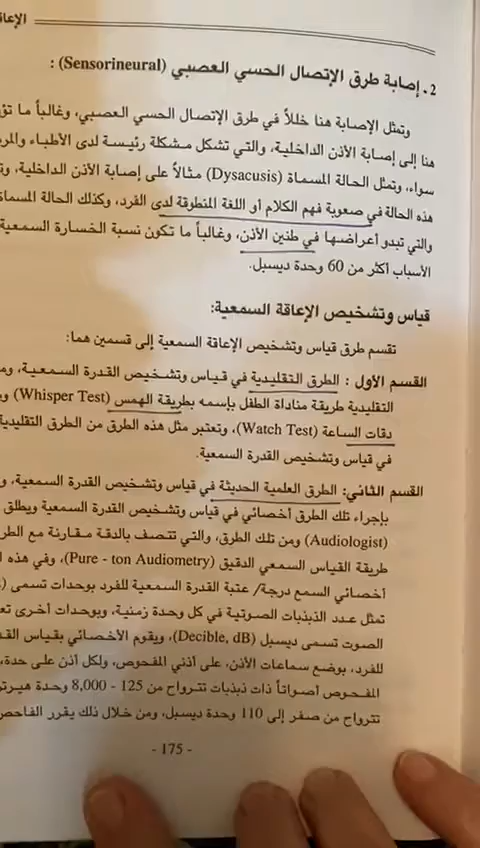 الإعا
2. إصابة طرق الإتصال الحسي العصبي (Sensorineural) :
وتمثل الإصابة هنا خللاً في طرق الإتصال الحسي العصبي، وغالباً ما
هنا إلى إصابة الأذن الداخلية، والتي تشكل مشكلة رئيسة لدى الأطباء
سواء، وتمثل الحالة المسماة (Dysacusis) مثالاً على إصابة الأذن الداخلية،
هذه الحالة في صعوبة فهم الكلام أو اللغة المنطوقة لدى الفرد، وكذلك الحالة
والتي تبدو أعراضها في طنين الأذن، وغالباً ما تكون نسبة الخسارة السمعية
الأسباب أكثر من 60 وحدة ديسبل.
قياس وتشخيص الإعاقة السمعية:
تقسم طرق قياس وتشخيص الإعاقة السمعية إلى قسمين هما:
القسم الأول : الطرق التقليدية في قياس وتشخيص القدرة السمعية،
التقليدية طريقة مناداة الطفل بإسمه بطريقة الهمس (Whisper Test)
دقات الساعة (Watch Test)، وتعتبر مثل هذه الطرق من الطرق التقليدية
في قياس وتشخيص القدرة السمعية.
القسم الثاني: الطرق العلمية الحديثة في قياس وتشخيص القدرة السمعية،
بإجراء تلك الطرق أخصائي في قياس وتشخيص القدرة السمعية ويطلق
(Audiologist) ومن تلك الطرق، والتي تتصف بالدقة مقارنة مع
طريقة القياس السمعي الدقيق (Pure - ton Audiometry)، وفي هذه
أخصائي السمع درجة/ عتبة القدرة السمعية للفرد بوحدات تسمى
تمثل عدد الذبذبات الصوتية في كل وحدة زمنية، وبوحدات أخرى
الصوت تسمى ديسبل (Decible, dB)، ويقوم الأخصائي بقياس
للفرد، بوضع سماعات الأذن، على أذني المفحوص، ولكل أذن على حدة،
المفحوص أصواتاً ذات ذبذبات تتراوح من 125 - 8,000 وحدة
تتراوح من صفر إلى 110 وحدة ديسبل، ومن خلال ذلك يقرر الفاحص
- 175 -